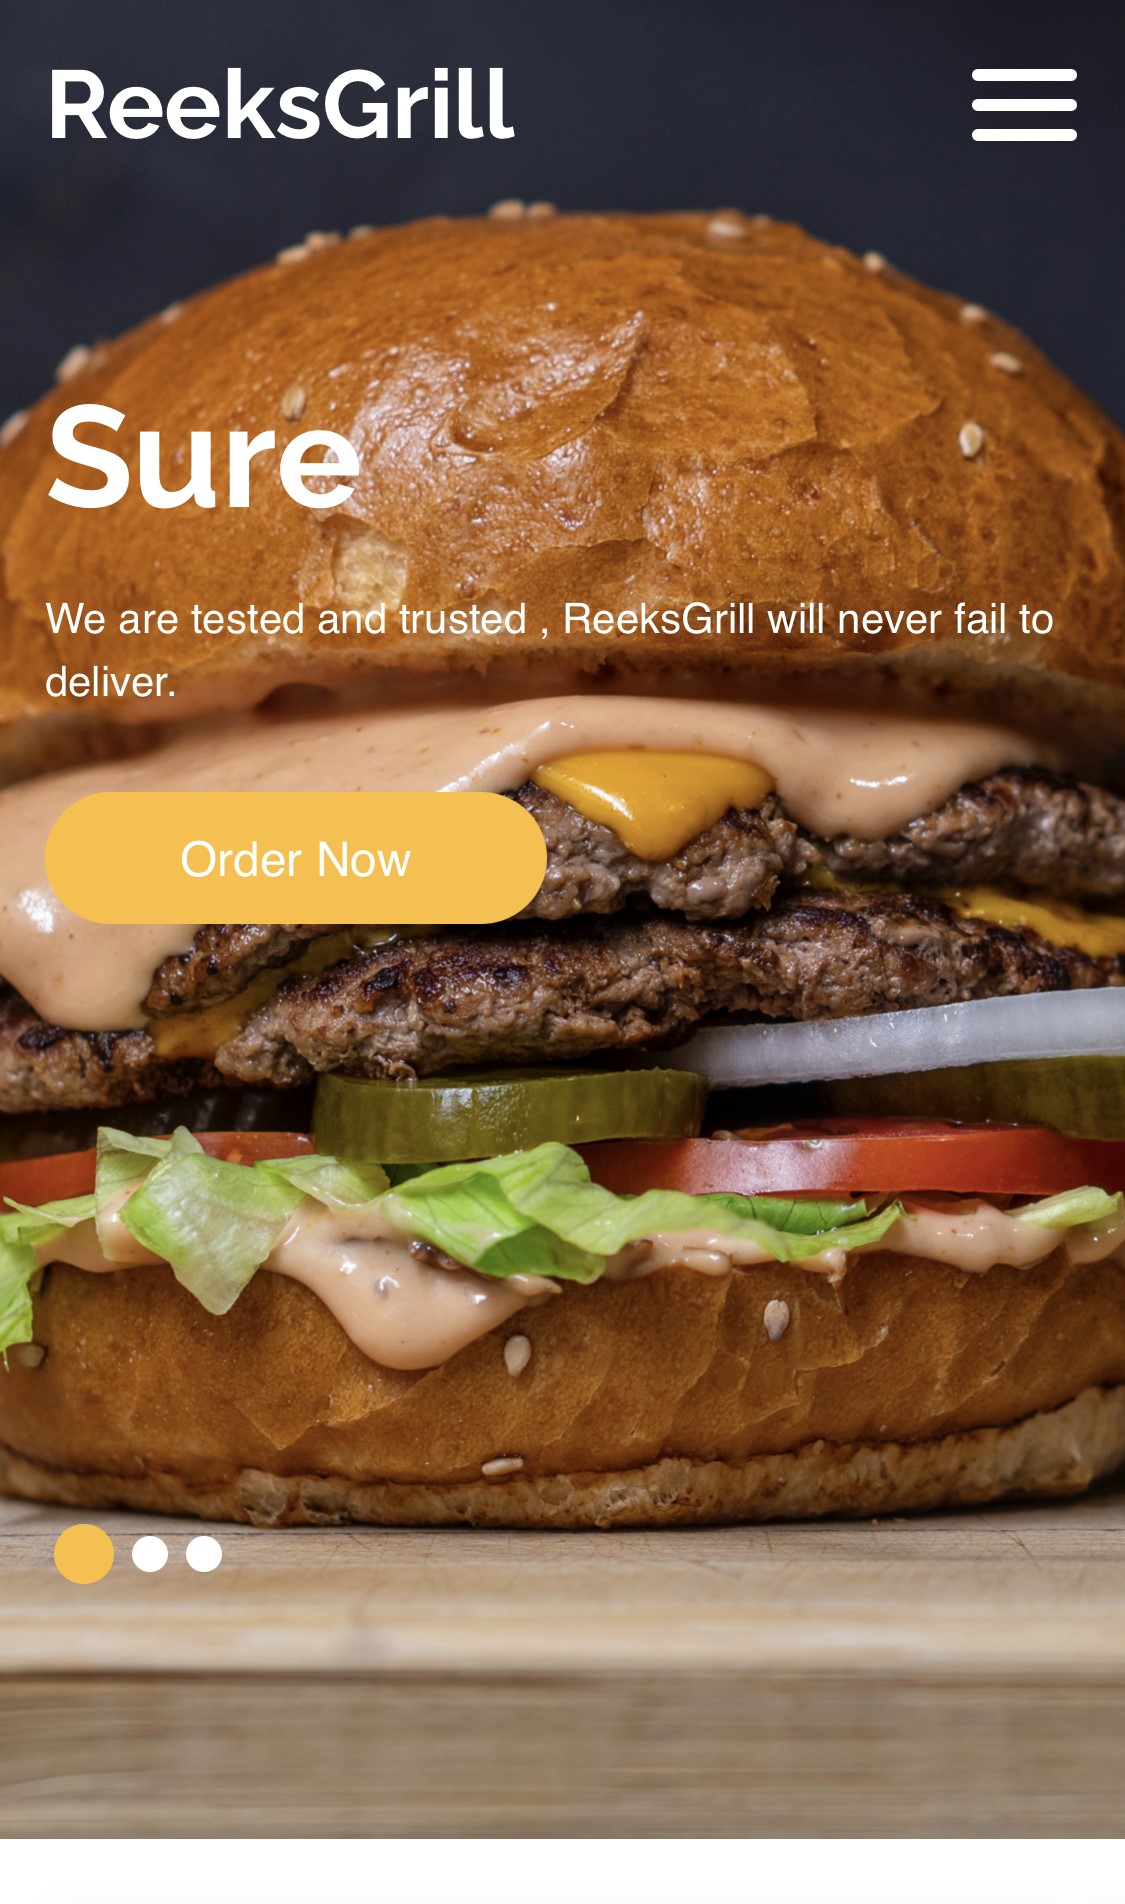 ReeksGrill
Sure
We are tested and trusted , ReeksGrill will never fail to
deliver.
Order Now